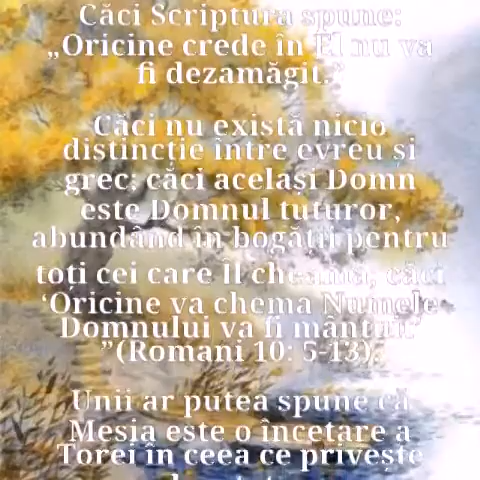 Căci Scriptura spune:
„Oricine crede în El nu va
fi dezamăgit.”
Căci nu există nicio
distincție între evreu și
grec; căci același Domn
este Domnul tuturor,
abundând în bogății pentru
toți cei care Îl cheamă, căci
‘Oricine va chema Numele
Domnului va fi mântuit’
”(Romani 10: 5-13).
Unii ar putea spune că
Mesia este o încetare a
Torei în ceea ce privește